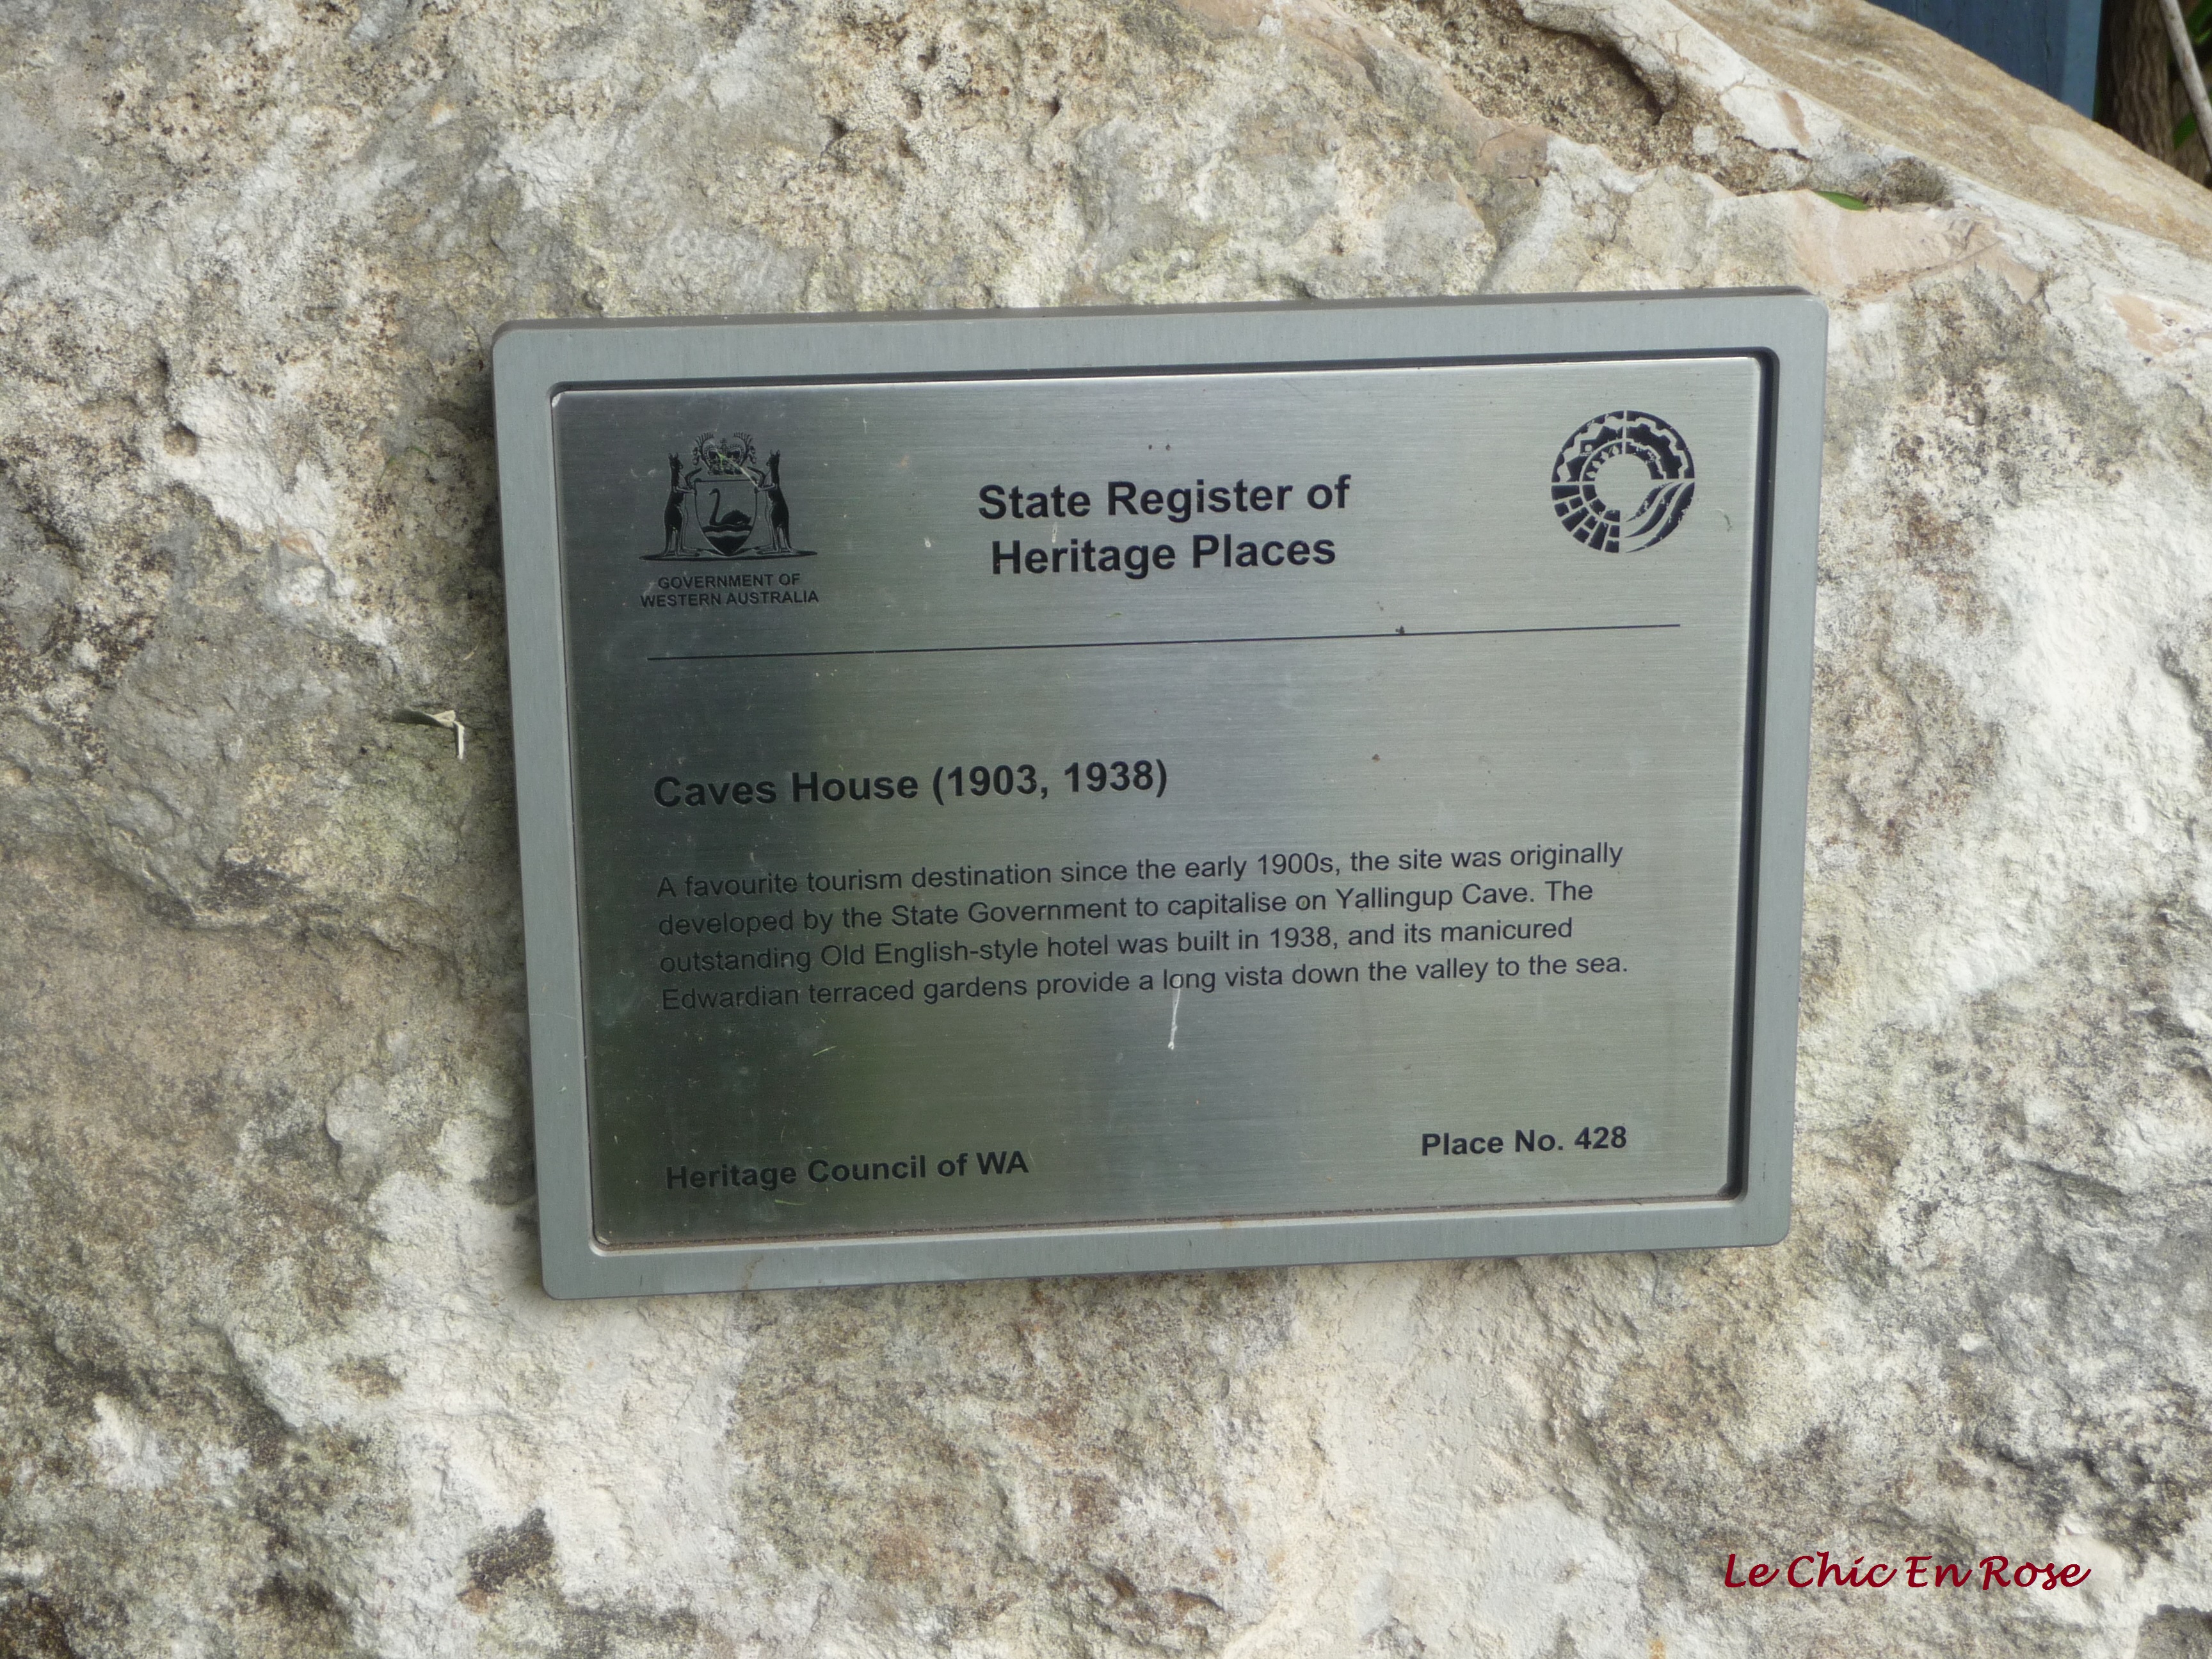 State Register of
Heritage Places
GOVERNMENT OF
WESTERN AUSTRALIA
Caves House (1903, 1938)
A favourite tourism destination since the early 1900s, the site was originally
developed by the State Government to capitalise on Yallingup Cave. The
outstanding Old English-style hotel was built in 1938, and its manicured
Edwardian terraced gardens provide a long vista down the valley to the sea.
Heritage Council of WA
Place No. 428
Le Chic En Rose